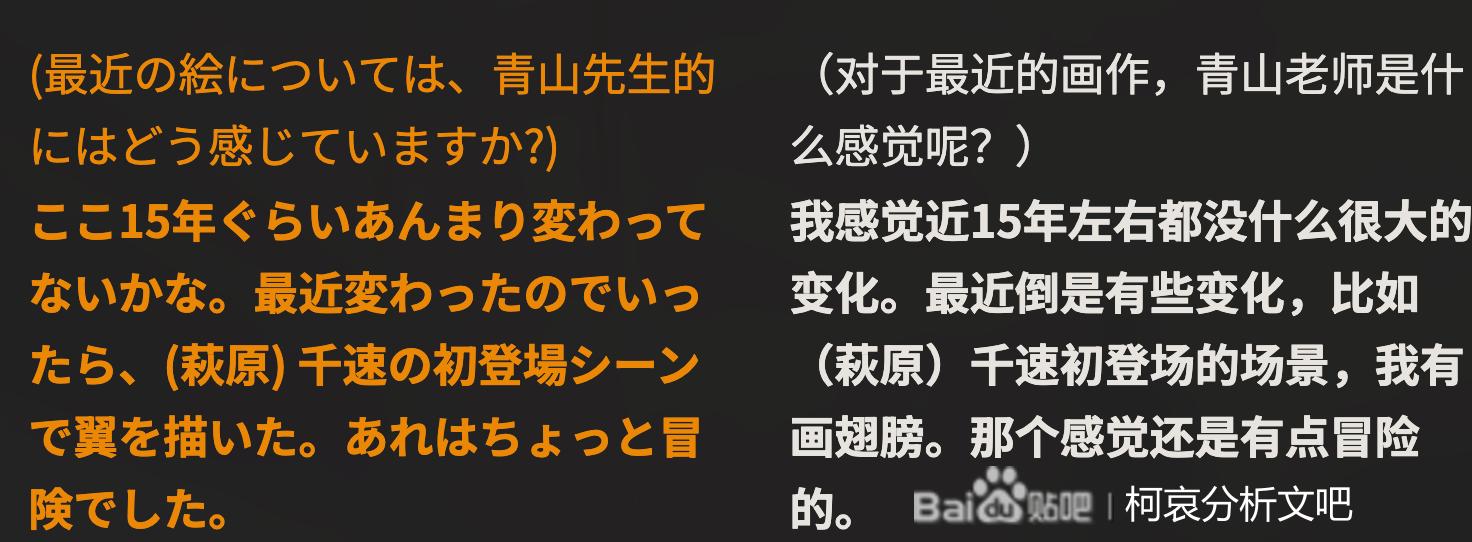 (最近の絵については、青山先生的
にはどう感じていますか?)
ここ15年ぐらいあんまり変わって
ないかな。最近変わったのでいっ
たら、(萩原) 千速の初登場シーン
で翼を描いた。あれはちょっと冒
険でした。
（对于最近的画作，青山老师是什
么感觉呢？）
我感觉近15年左右都没什么很大的
变化。最近倒是有些变化，比如
（萩原）千速初登场的场景，我有
画翅膀。那个感觉还是有点冒险
的。
Bai du 贴吧 | 柯哀分析文吧